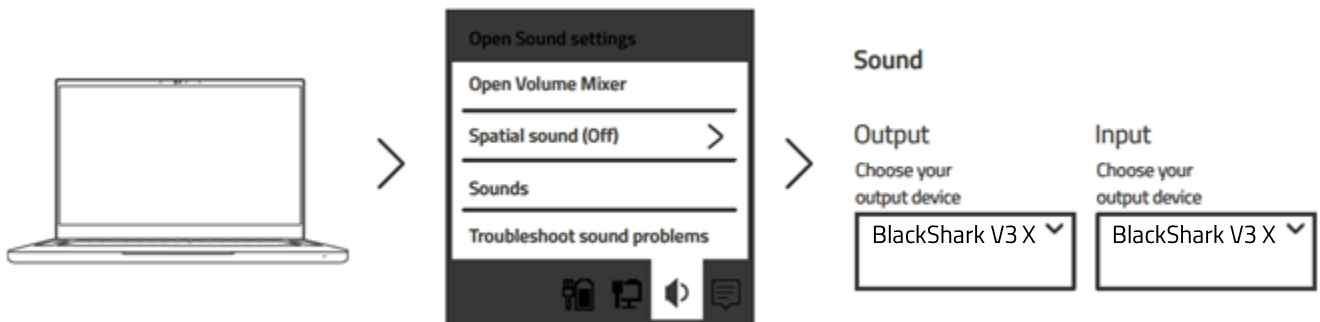 Open Sound settings
Open Volume Mixer
Spatial sound (Off)
Sounds
Troubleshoot sound problems
Sound
Output
Choose your
output device
BlackShark V3 X
Input
Choose your
output device
BlackShark V3 X